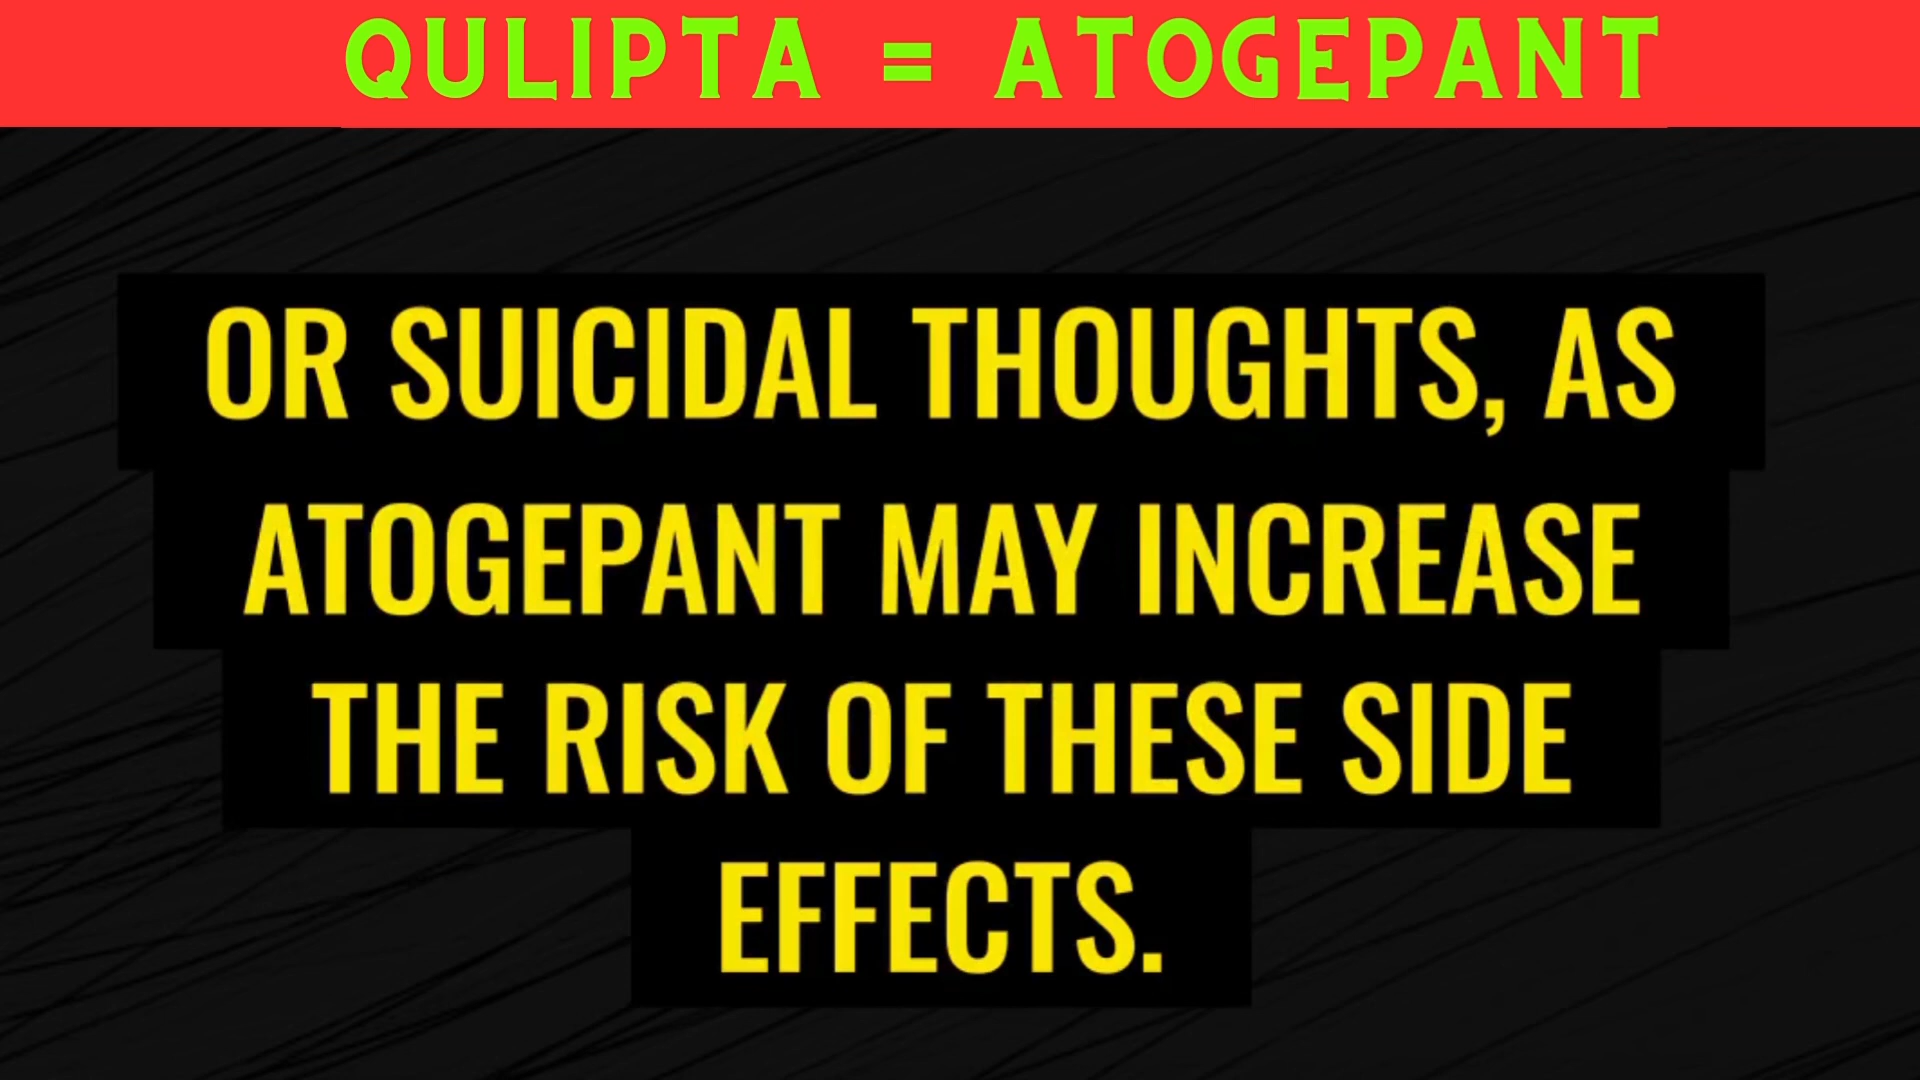 QULIPTA = ATOGEPANT
OR SUICIDAL THOUGHTS, AS
ATOGEPANT MAY INCREASE
THE RISK OF THESE SIDE
EFFECTS.